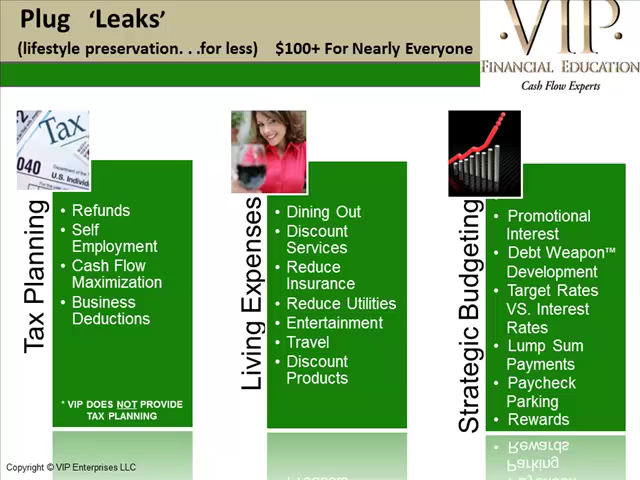 Plug ‘Leaks’
(lifestyle preservation. . .for less) $100+ For Nearly Everyone
VIP
FINANCIAL EDUCATION
Cash Flow Experts
Tax
040
U.S. Indivi
Tax Planning
• Refunds
• Self
Employment
• Cash Flow
Maximization
• Business
Deductions
* VIP DOES NOT PROVIDE
TAX PLANNING
Living Expenses
• Dining Out
• Discount
Services
• Reduce
Insurance
• Reduce Utilities
• Entertainment
• Travel
• Discount
Products
Strategic Budgeting
• Promotional
Interest
• Debt Weapon™
Development
• Target Rates
VS. Interest
Rates
• Lump Sum
Payments
• Paycheck
Parking
• Rewards
Copyright © VIP Enterprises LLC